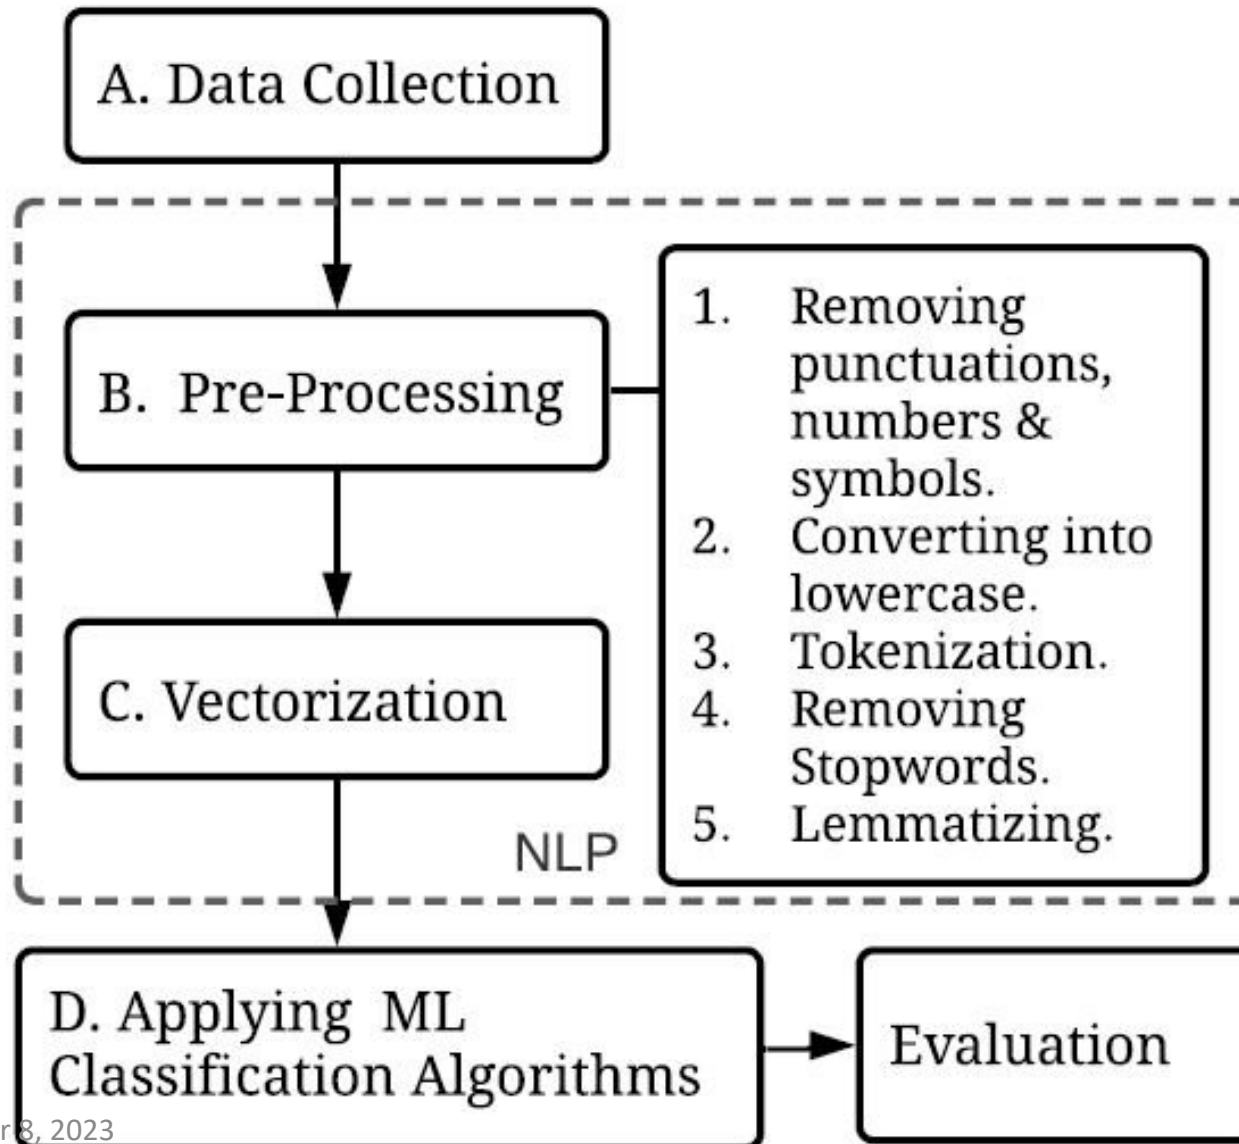 A. Data Collection
B. Pre-Processing
1. Removing
punctuations,
numbers &
symbols.
2. Converting into
lowercase.
3. Tokenization.
4. Removing
Stopwords.
5. Lemmatizing.
C. Vectorization
NLP
D. Applying ML
Classification Algorithms
Evaluation
8, 2023